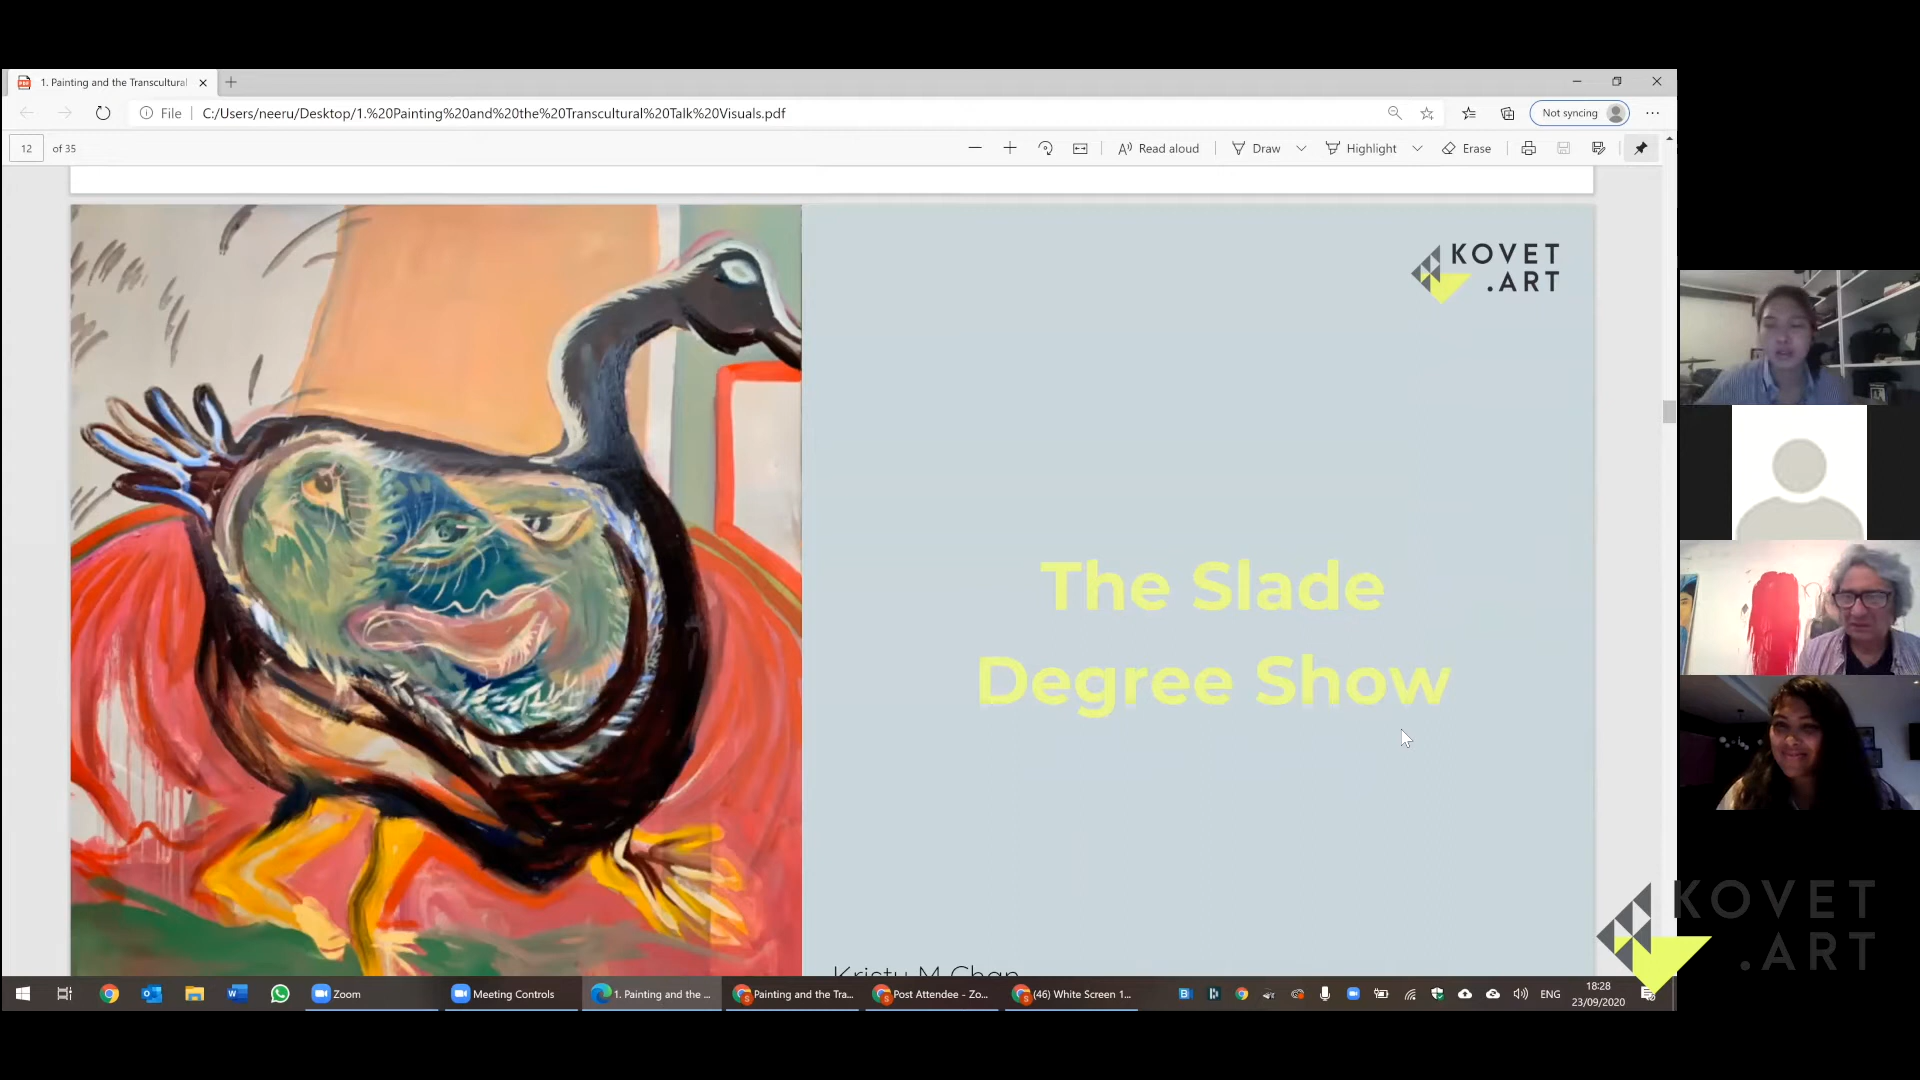 1. Painting and the Transcultural
File
C:/Users/neeru/Desktop/1.%20Painting%20and%20the%20Transcultural%20Talk%20Visuals.pdf
Not syncing
12 of 35
Read aloud
Draw
Highlight
Erase
KOVET
.ART
The Slade
Degree Show
Kristy M Chan
KOVET
.ART
Zoom
Meeting Controls
1. Painting and the ...
Painting and the Tra...
Post Attendee - Zo...
(46) White Screen 1...
ENG
18:28
23/09/2020